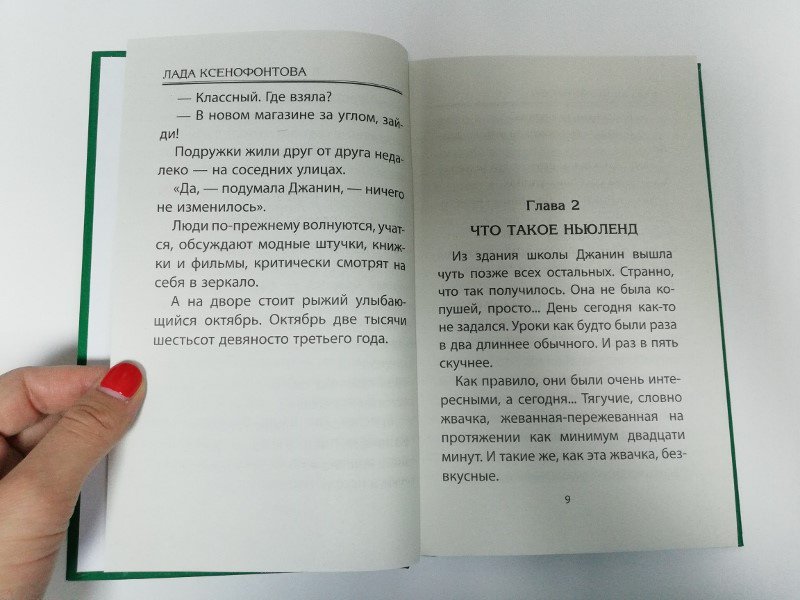 ЛАДА КСЕНОФОНТОВА
— Классный. Где взяла?
— В новом магазине за углом, зай-
ди!
Подружки жили друг от друга неда-
леко — на соседних улицах.
«Да, — подумала Джанин, — ничего
не изменилось».
Люди по-прежнему волнуются, учат-
ся, обсуждают модные штучки, книж-
ки и фильмы, критически смотрят на
себя в зеркало.
А на дворе стоит рыжий улыбаю-
щийся октябрь. Октябрь две тысячи
шестьсот девяносто третьего года.
Глава 2
ЧТО ТАКОЕ НЬЮЛЕНД
Из здания школы Джанин вышла
чуть позже всех остальных. Странно,
что так получилось. Она не была ко-
пушей, просто... День сегодня как-то
не задался. Уроки как будто были раза
в два длиннее обычного. И раз в пять
скучнее.
Как правило, они были очень инте-
ресными, а сегодня... Тягучие, словно
жвачка, жеванная-пережеванная на
протяжении как минимум двадцати
минут. И такие же, как эта жвачка, без-
вкусные.
9